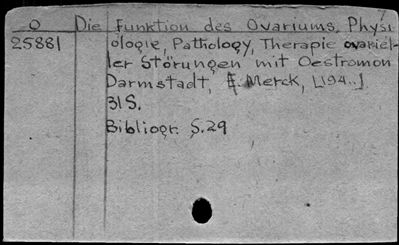 O Die Funktion des Ovariums, Physi
25881 ologie, Pathology, Therapie ovariel-
ler Störungen mit Oestromon
Darmstadt, E. Merck, [194..]
31S.
Bibliogr. S.29